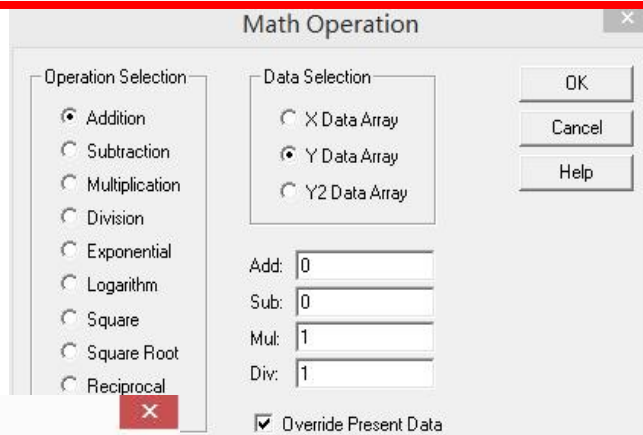 Math Operation
Operation Selection
Addition
Subtraction
Multiplication
Division
Exponential
Logarithm
Square
Square Root
Reciprocal
Data Selection
X Data Array
Y Data Array
Y2 Data Array
Add: 0
Sub: 0
Mul: 1
Div: 1
Override Present Data
OK
Cancel
Help